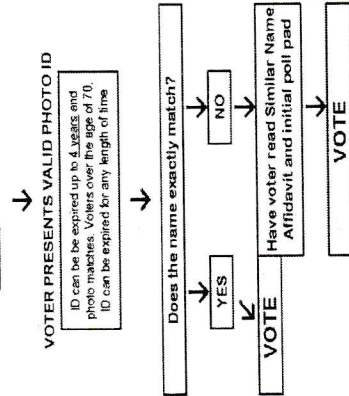 VOTER PRESENTS VALID PHOTO ID
ID can be be expired up to 4 years and
photo matches. Voters over the age of 70,
ID can be expired for any length of time
Does the name exactly match?
YES
NO
VOTE
Have voter read Similar Name
Affidavit and initial poll pad
VOTE